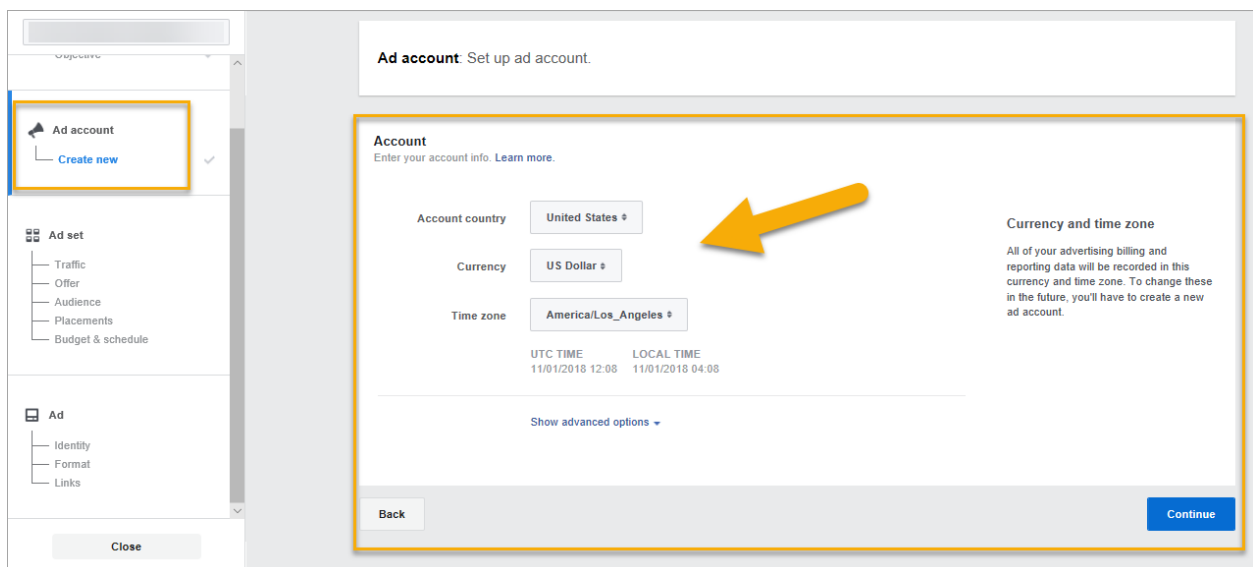 Objective
Ad account
Create new
Ad set
Traffic
Offer
Audience
Placements
Budget & schedule
Ad
Identity
Format
Links
Close
Ad account: Set up ad account.
Account
Enter your account info. Learn more.
Account country United States
Currency US Dollar
Time zone America/Los_Angeles
UTC TIME LOCAL TIME
11/01/2018 12:08 11/01/2018 04:08
Show advanced options
Currency and time zone
All of your advertising billing and
reporting data will be recorded in this
currency and time zone. To change these
in the future, you'll have to create a new
ad account.
Back
Continue